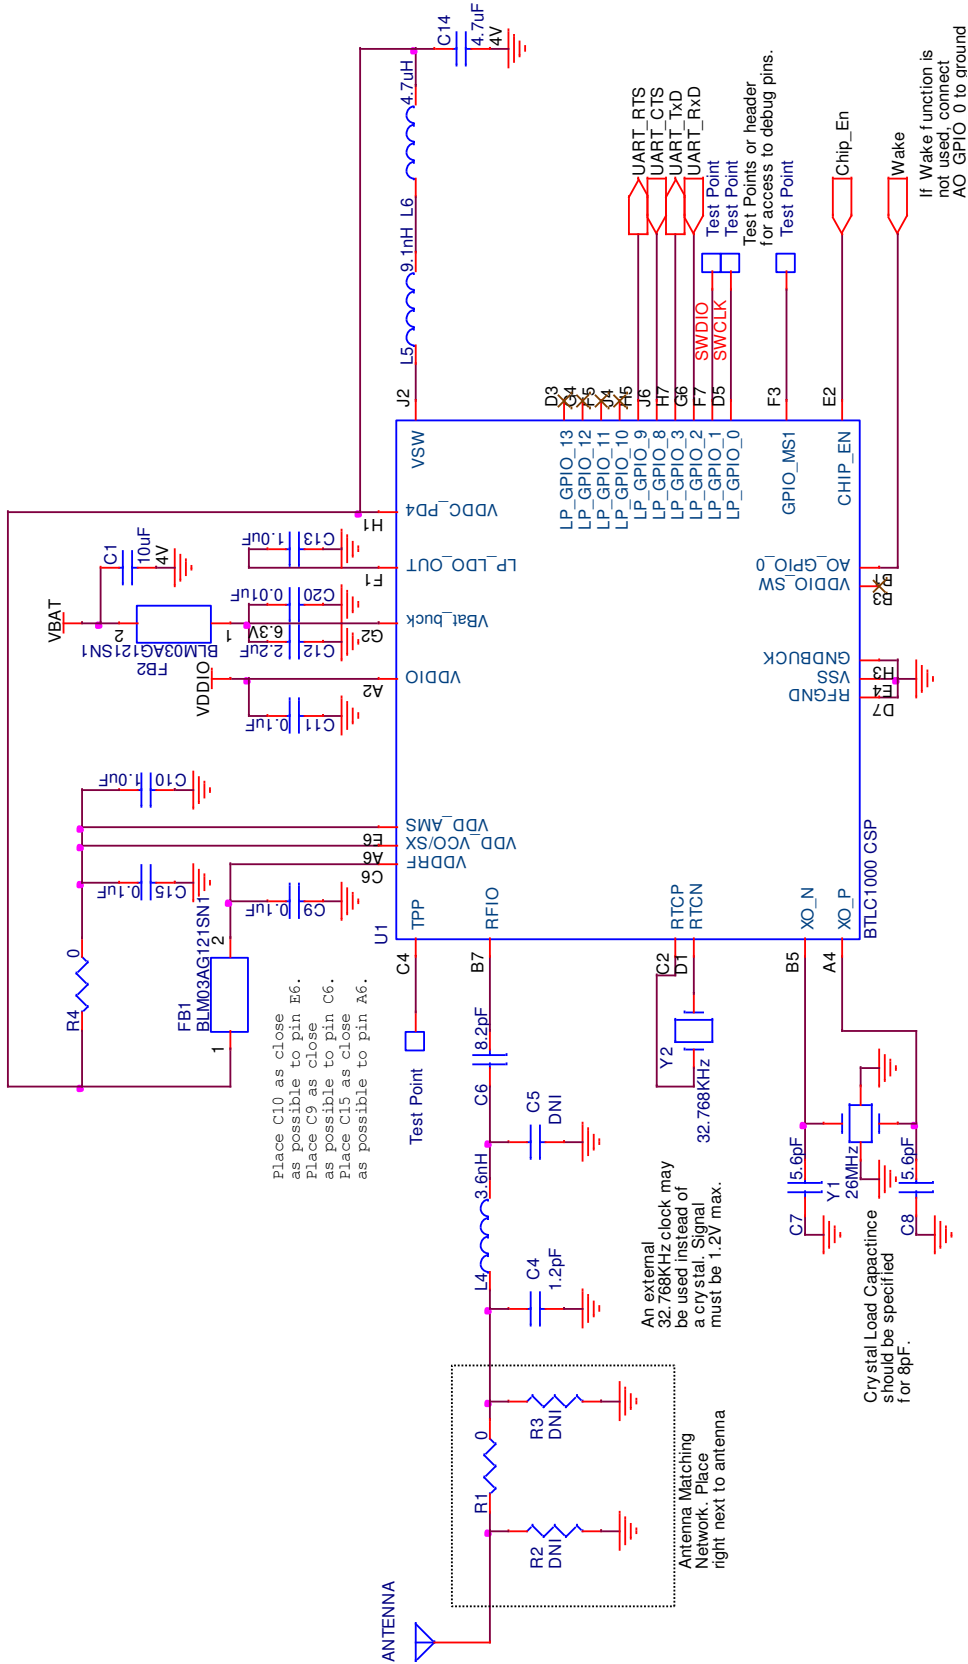 R4
0
C15
0.1uF
C10
1.0uF
FB1
BLM03AG121SN1
1
2
C9
0.1uF
VBAT
C1
10uF
4V
2
1
FB2
BLM03AG121SN1
VDDIO
C11
0.1uF
C12
2.2uF
6.3V
C20
0.01uF
C13
1.0uF
C14
4.7uF
4V
Place C10 as close
as possible to pin E6.
Place C9 as close
as possible to pin C6.
Place C15 as close
as possible to pin A6.
U1
C6
A6
E6
A2
G2
F1
H1
VDDRF
VDD_VCO/SX
VDD_AMS
VDDIO
VBat_buck
LP_LDO_OUT
VDDC_PD4
Test Point
C4
TPP
VSW
J2
L5
9.1nH
L6
4.7uH
ANTENNA
R2
DNI
R1
0
R3
DNI
Antenna Matching
Network. Place
right next to antenna
C4
1.2pF
L4
3.6nH
C5
DNI
C6
8.2pF
B7
RFIO
LP_GPIO_13
D3
LP_GPIO_12
G4
LP_GPIO_11
F5
LP_GPIO_10
J4
LP_GPIO_9
H5
UART_RTS
LP_GPIO_8
J6
UART_CTS
LP_GPIO_3
H7
UART_TxD
LP_GPIO_2
G6
UART_RxD
LP_GPIO_1
F7
SWDIO
Test Point
LP_GPIO_0
D5
SWCLK
Test Point
Test Points or header
for access to debug pins.
GPIO_MS1
F3
Test Point
An external
32.768KHz clock may
be used instead of
a crystal. Signal
must be 1.2V max.
Y2
32.768KHz
C2
RTCP
D1
RTCN
CHIP_EN
E2
Chip_En
C7
5.6pF
Y1
26MHz
C8
5.6pF
Crystal Load Capactince
should be specified
for 8pF.
B5
XO_N
A4
XO_P
BTLC1000 CSP
RFGND
VSS
GNDBUCK
VDDIO_SW
AO_GPIO_0
D7
E4
H3
B3
B1
Wake
If Wake function is
not used, connect
AO_GPIO_0 to ground